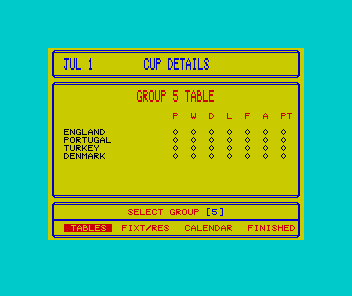 JUL 1 CUP DETAILS
GROUP 5 TABLE
P W D L F A PT
ENGLAND 0 0 0 0 0 0 0
PORTUGAL 0 0 0 0 0 0 0
TURKEY 0 0 0 0 0 0 0
DENMARK 0 0 0 0 0 0 0
SELECT GROUP [5]
TABLES FIXT/RES CALENDAR FINISHED